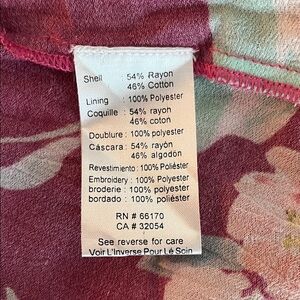 Shell : 54% Rayon
46% Cotton
Lining : 100% Polyester
Coquille : 54% rayon
46% coton
Doublure : 100% polyester
Cáscara : 54% rayón
46% algodón
Revestimiento : 100% Poliéster
Embroidery : 100% Polyester
broderie : 100% polyester
bordado : 100% poliéster
RN # 66170
CA # 32054
See reverse for care
Voir L'Inverse Pour Le Soin